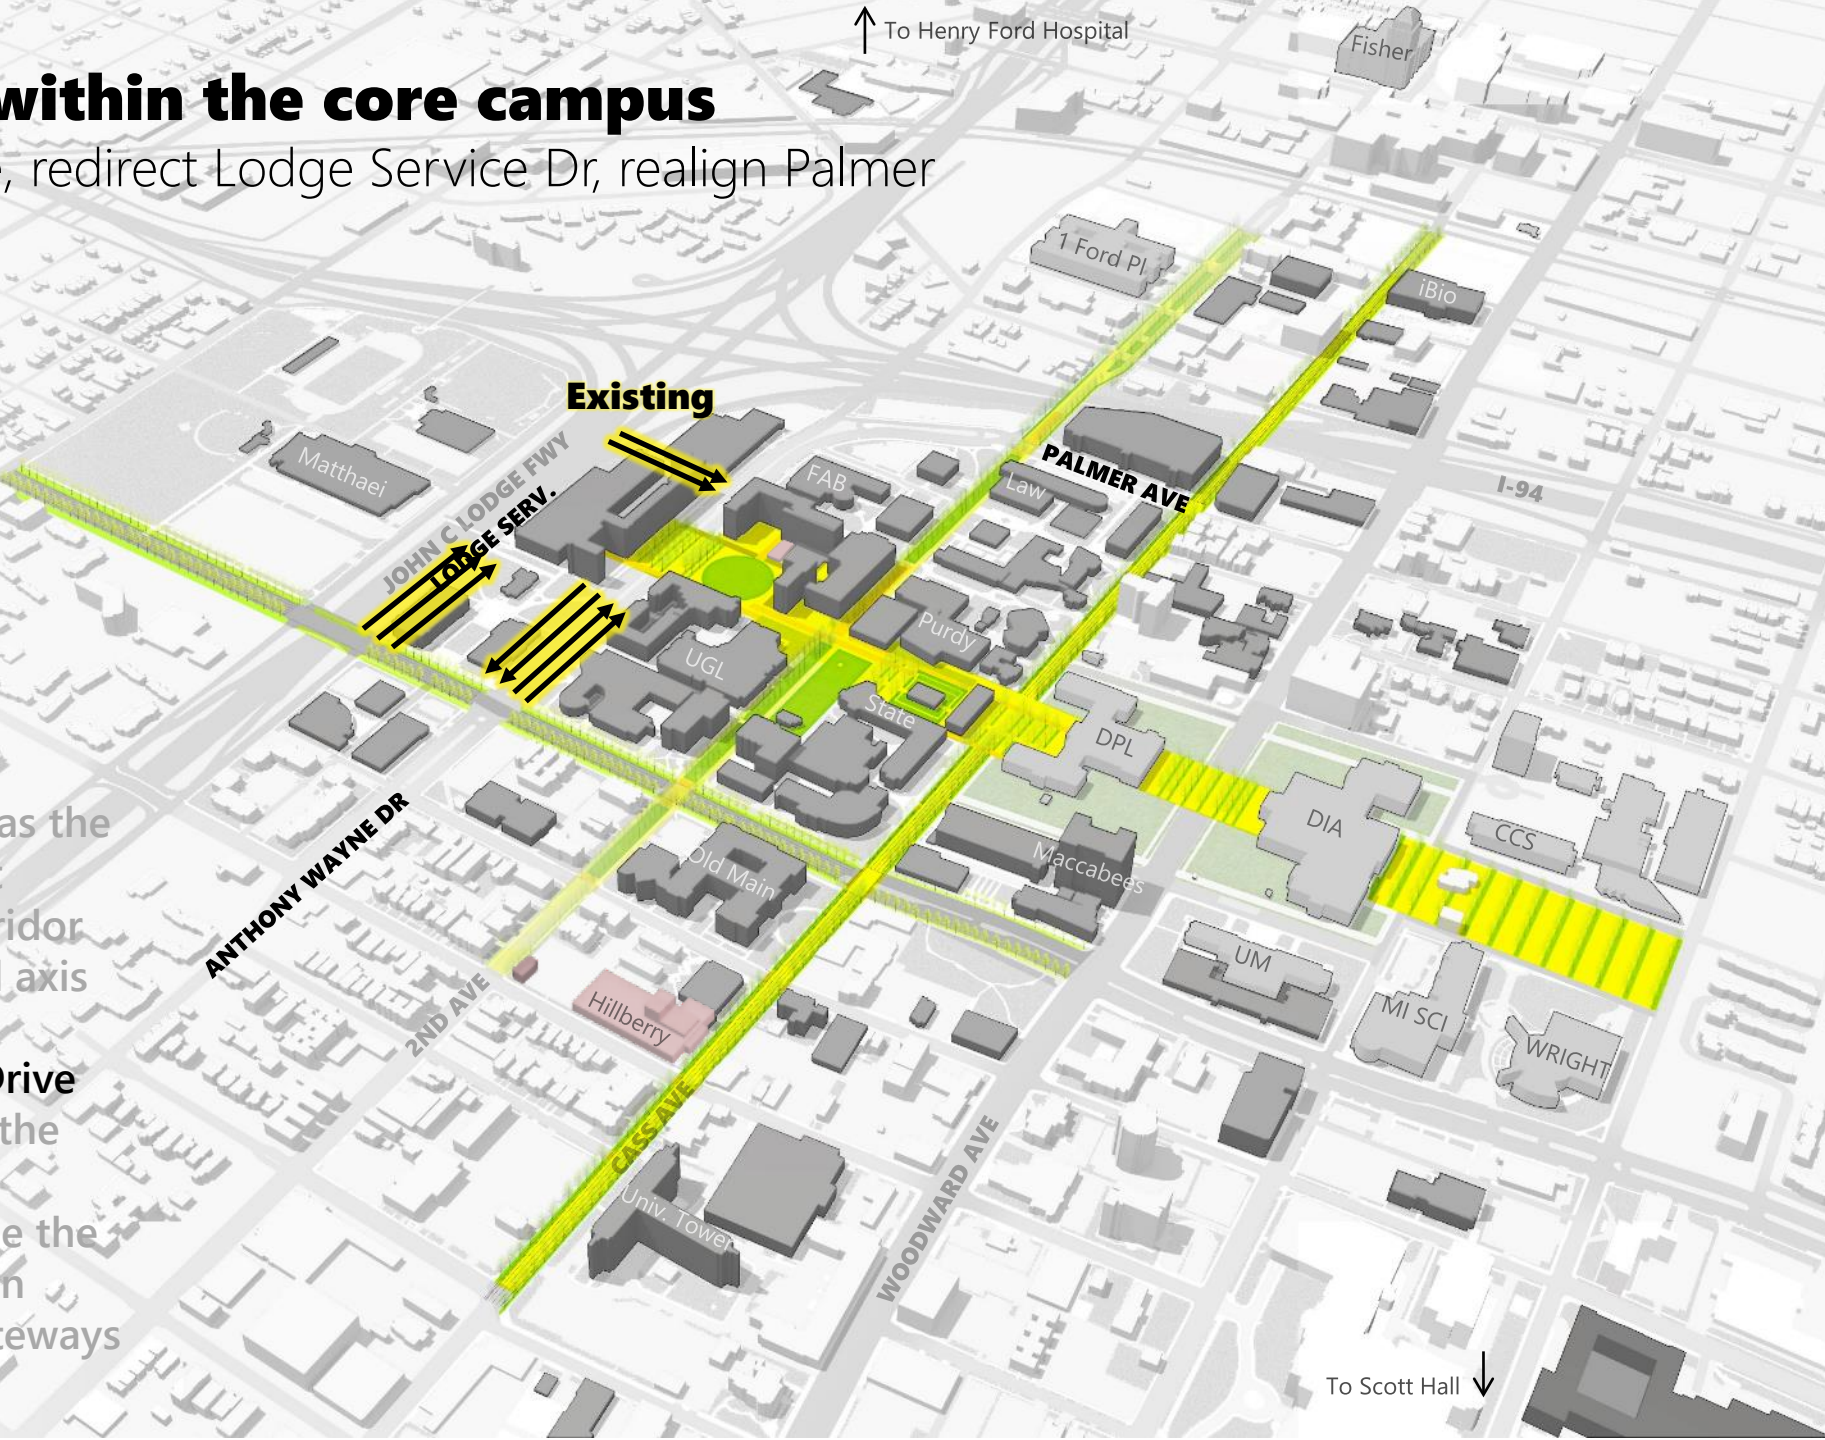 To Henry Ford Hospital
Fisher
within the core campus
, redirect Lodge Service Dr, realign Palmer
1 Ford Pl
iBio
Existing
Matthaei
JOHN C LODGE FWY
LODGE SERV.
FAB
Law
PALMER AVE
I-94
UGL
Purdy
State
DPL
DIA
CCS
ANTHONY WAYNE DR
Old Main
Maccabees
as the
axis
2ND AVE
Hillberry
UM
MI SCI
WRIGHT
CASS AVE
WOODWARD AVE
the
Univ. Tower
the
To Scott Hall